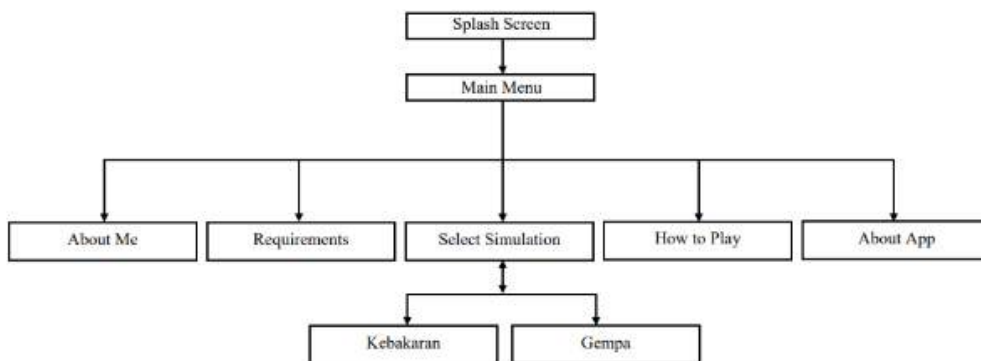 Splash Screen
Main Menu
About Me
Requirements
Select Simulation
How to Play
About App
Kebakaran
Gempa